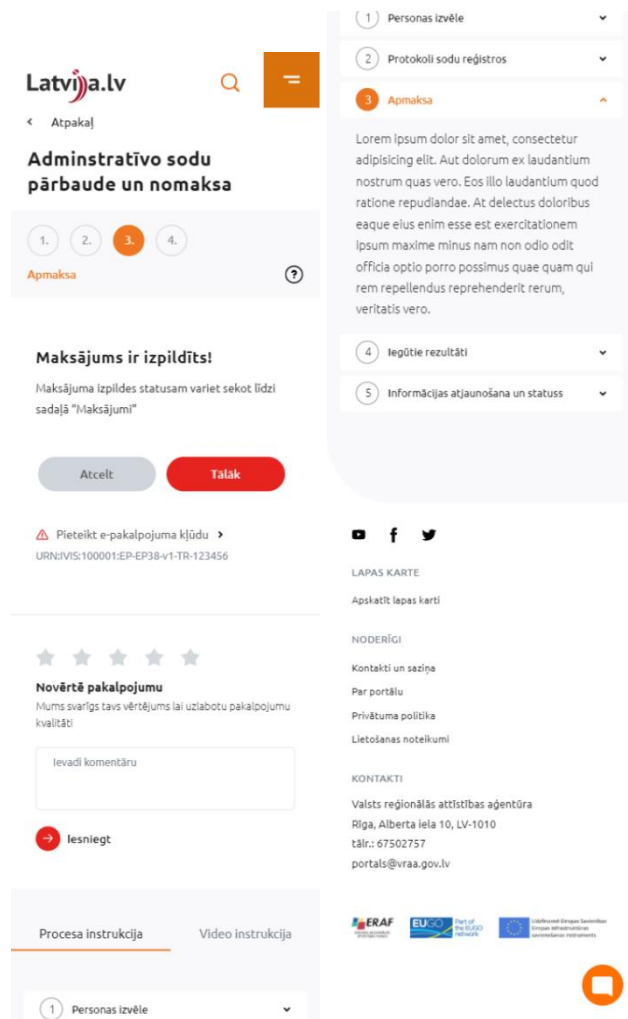 Latvija.lv
Atpakaļ
Adminstratīvo sodu
pārbaude un nomaksa
1. 2. 3. 4.
Apmaksa
Maksājums ir izpildīts!
Maksājuma izpildes statusam variet sekot līdzi
sadaļā "Maksājumi"
Atcelt Tālāk
Pieteikt e-pakalpojuma kļūdu
URN:IVIS:100001:EP-EP38-v1-TR-123456
Novērtē pakalpojumu
Mums svarīgs tavs vērtējums lai uzlabotu pakalpojumu
kvalitāti
Ievadi komentāru
Iesniegt
Procesa instrukcija Video instrukcija
1 Personas izvēle
1 Personas izvēle
2 Protokoli sodu reģistros
3 Apmaksa
Lorem ipsum dolor sit amet, consectetur
adipisicing elit. Aut dolorum ex laudantium
nostrum quas vero. Eos illo laudantium quod
ratione repudiandae. At delectus doloribus
eaque eius enim esse est exercitationem
ipsum maxime minus nam non odio odit
officia optio porro possimus quae quam qui
rem repellendus reprehenderit rerum,
veritatis vero.
4 Iegūtie rezultāti
5 Informācijas atjaunošana un statuss
LAPAS KARTE
Apskatīt lapas karti
NODERĪGI
Kontakti un saziņa
Par portālu
Privātuma politika
Lietošanas noteikumi
KONTAKTI
Valsts reģionālās attīstības aģentūra
Rīga, Alberta iela 10, LV-1010
tālr.: 67502757
portals@vraa.gov.lv
ERAF
EUGO
Part of
the EUGO
network
Līdzfinansē Eiropas Savienības
Eiropas infrastruktūras
savienošanas instruments